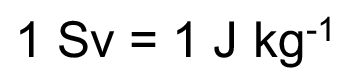 1 Sv = 1 J kg⁻¹